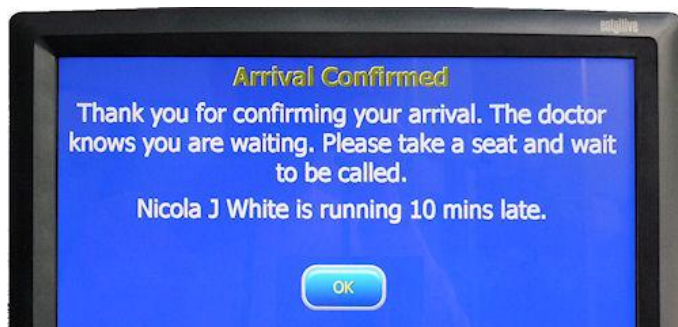 entuitive
Arrival Confirmed
Thank you for confirming your arrival. The doctor
knows you are waiting. Please take a seat and wait
to be called.
Nicola J White is running 10 mins late.
OK